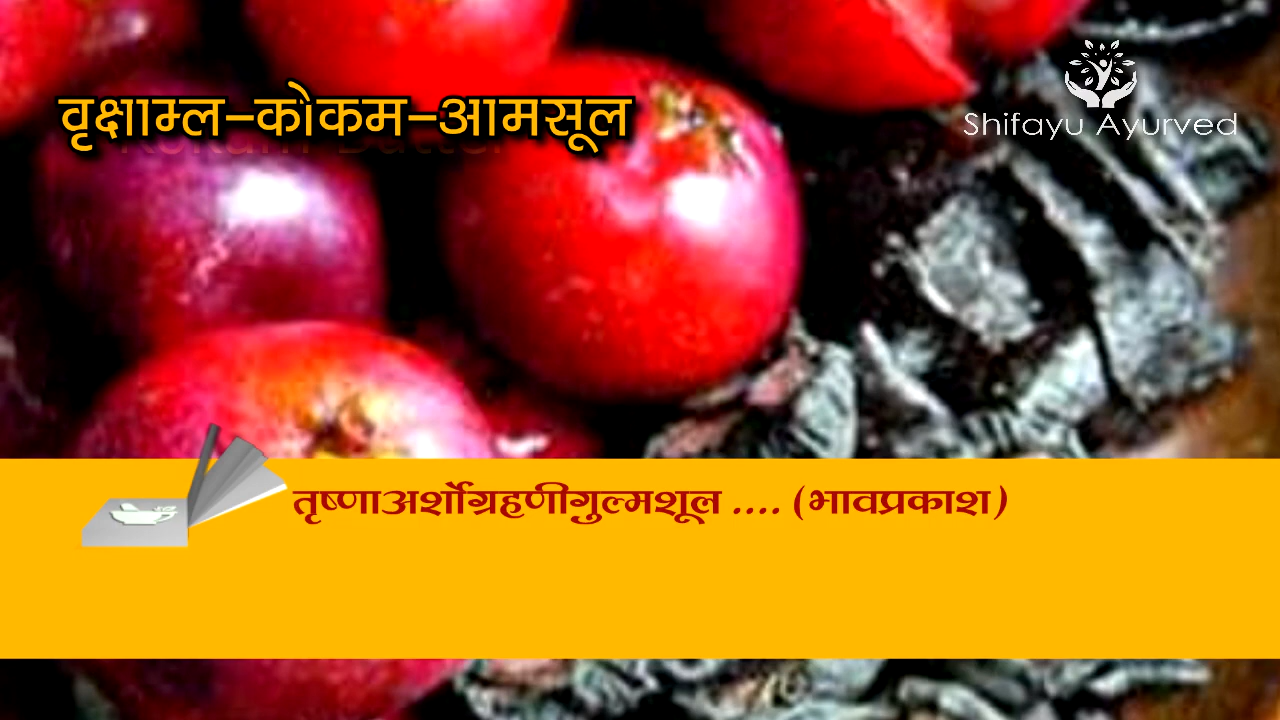 वृक्षाम्ल-कोकम-आमसूल
Shifayu Ayurved
तृष्णाअर्शोग्रहणीगुल्मशूल .... (भावप्रकाश)